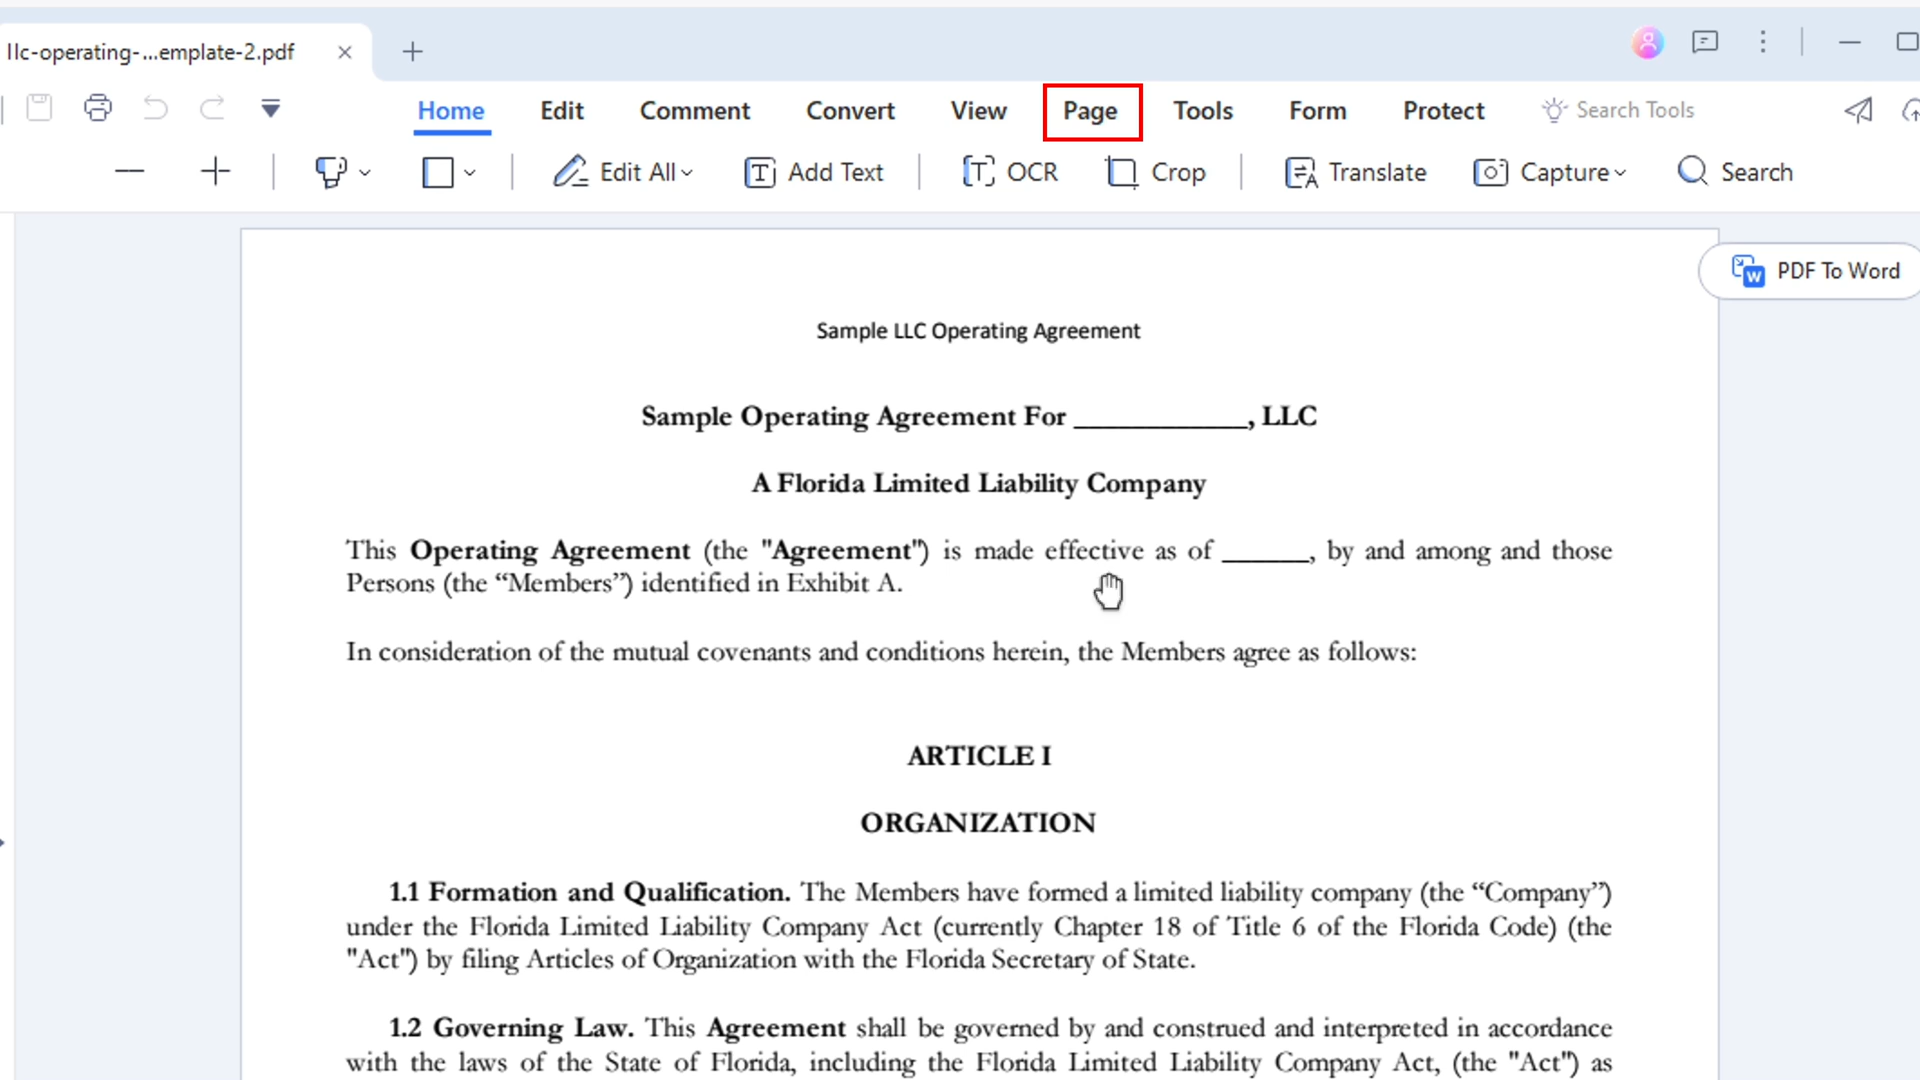 llc-operating-...emplate-2.pdf
Home Edit Comment Convert View Page Tools Form Protect Search Tools
Edit All Add Text OCR Crop Translate Capture Search
PDF To Word
Sample LLC Operating Agreement
Sample Operating Agreement For ____________, LLC
A Florida Limited Liability Company
This Operating Agreement (the "Agreement") is made effective as of ______, by and among and those
Persons (the “Members”) identified in Exhibit A.
In consideration of the mutual covenants and conditions herein, the Members agree as follows:
ARTICLE I
ORGANIZATION
1.1 Formation and Qualification. The Members have formed a limited liability company (the “Company”)
under the Florida Limited Liability Company Act (currently Chapter 18 of Title 6 of the Florida Code) (the
"Act") by filing Articles of Organization with the Florida Secretary of State.
1.2 Governing Law. This Agreement shall be governed by and construed and interpreted in accordance
with the laws of the State of Florida, including the Florida Limited Liability Company Act, (the "Act") as